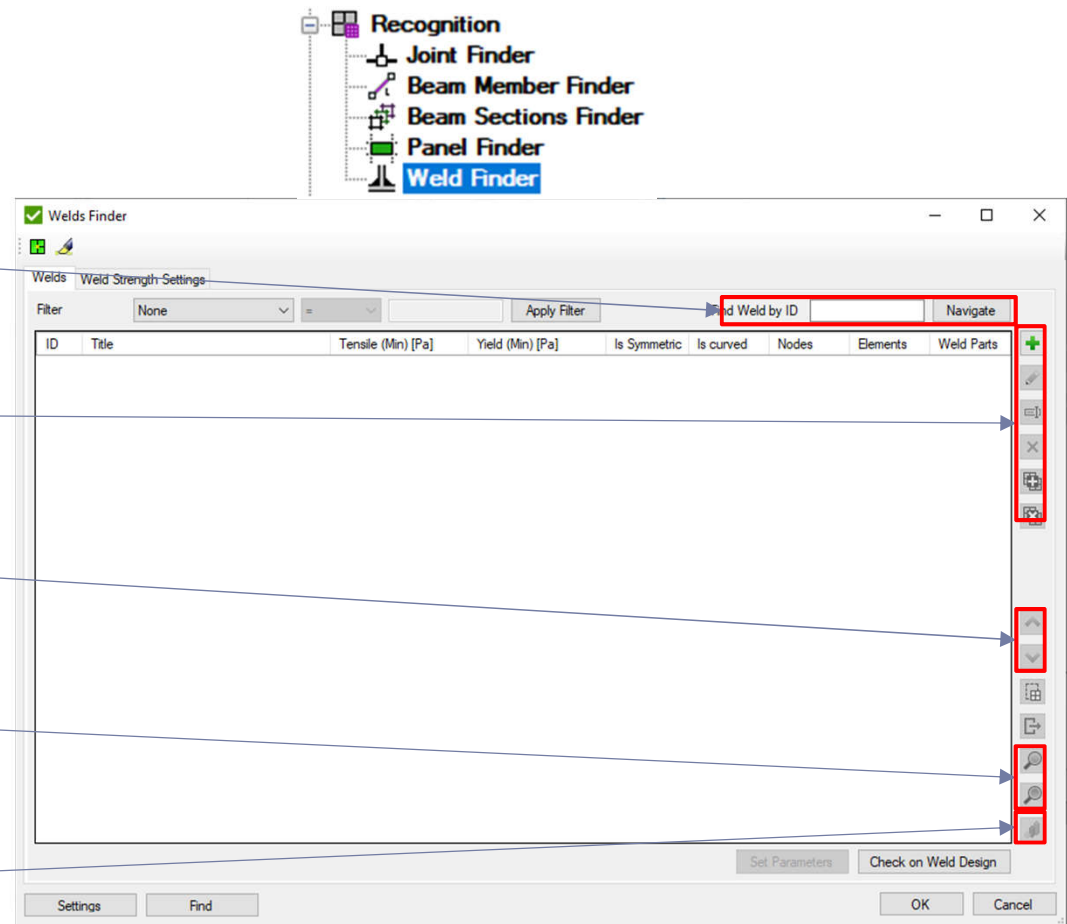 Recognition
Joint Finder
Beam Member Finder
Beam Sections Finder
Panel Finder
Weld Finder
Welds Finder
Welds Weld Strength Settings
Filter None = Apply Filter Find Weld by ID Navigate
ID Title Tensile (Min) [Pa] Yield (Min) [Pa] Is Symmetric Is curved Nodes Elements Weld Parts
Set Parameters Check on Weld Design
Settings Find OK Cancel